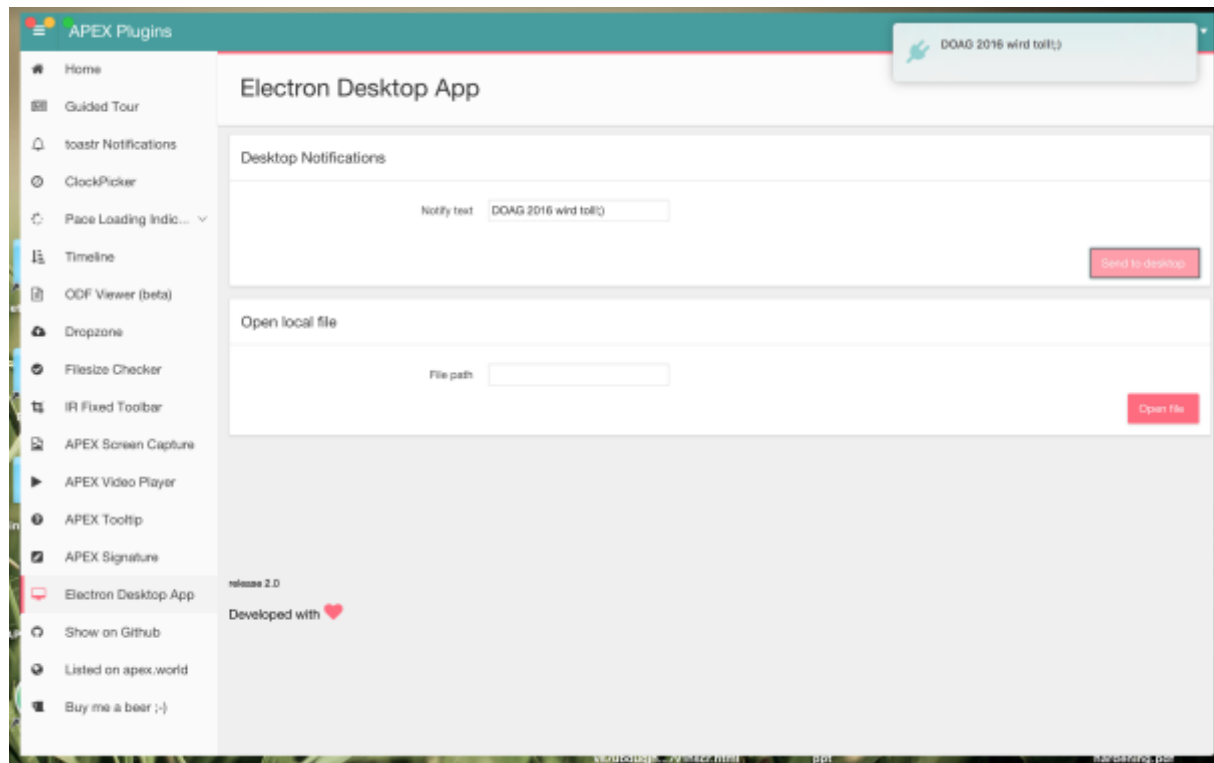 APEX Plugins
DOAG 2016 wird toll!;)
Home
Guided Tour
toastr Notifications
ClockPicker
Pace Loading Indic...
Timeline
ODF Viewer (beta)
Dropzone
Filesize Checker
IR Fixed Toolbar
APEX Screen Capture
APEX Video Player
APEX Tooltip
APEX Signature
Electron Desktop App
Show on Github
Listed on apex.world
Buy me a beer ;-)
Electron Desktop App
Desktop Notifications
Notify text DOAG 2016 wird toll!;)
Send to desktop
Open local file
File path
Open file
release 2.0
Developed with
ppt
hardening.pdf